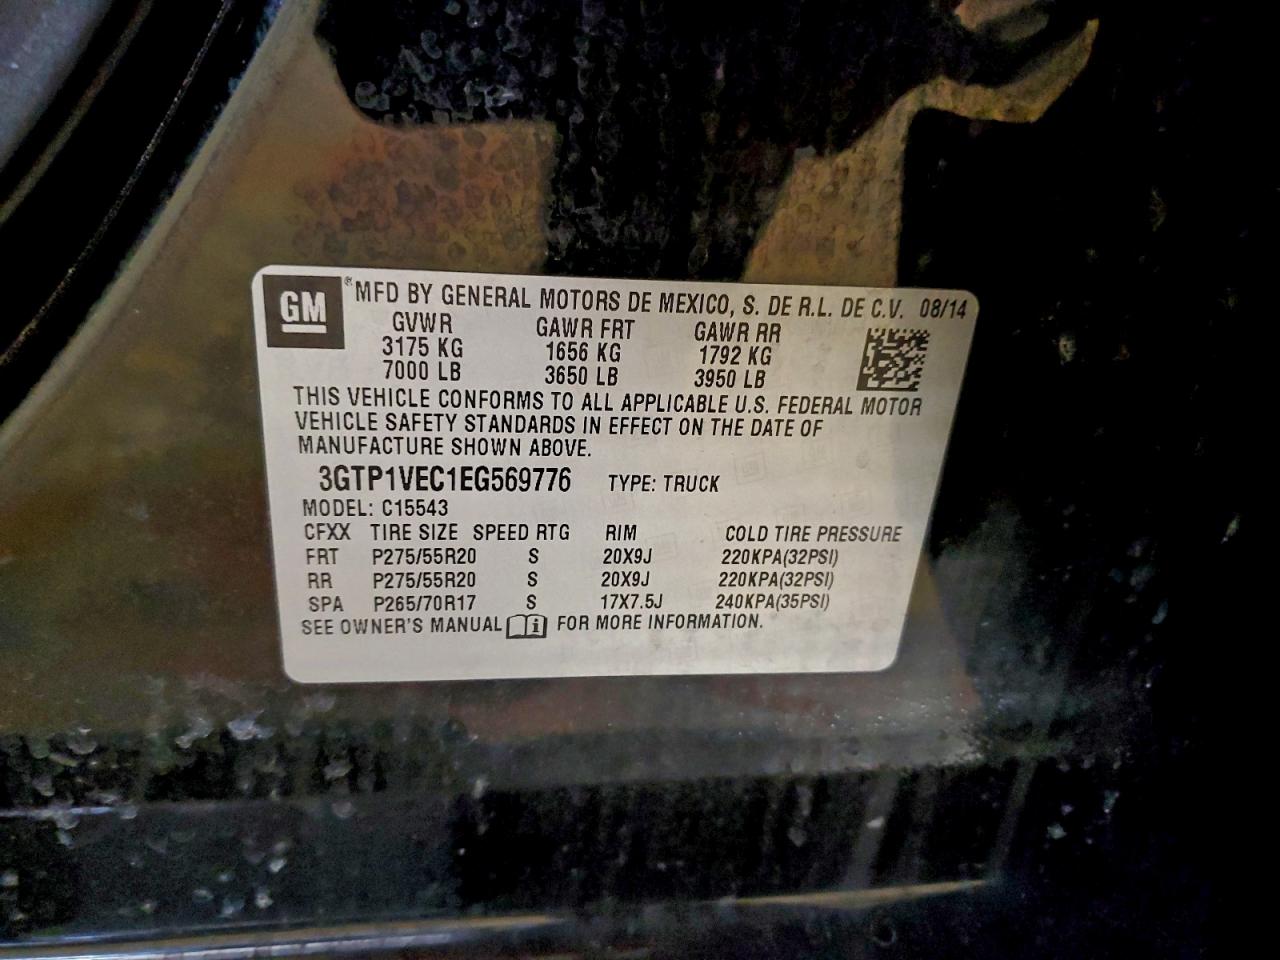 GM ® MFD BY GENERAL MOTORS DE MEXICO, S. DE R.L. DE C.V. 08/14
GVWR GAWR FRT GAWR RR
3175 KG 1656 KG 1792 KG
7000 LB 3650 LB 3950 LB
THIS VEHICLE CONFORMS TO ALL APPLICABLE U.S. FEDERAL MOTOR
VEHICLE SAFETY STANDARDS IN EFFECT ON THE DATE OF
MANUFACTURE SHOWN ABOVE.
3GTP1VEC1EG569776 TYPE: TRUCK
MODEL: C15543
CFXX TIRE SIZE SPEED RTG RIM COLD TIRE PRESSURE
FRT P275/55R20 S 20X9J 220KPA(32PSI)
RR P275/55R20 S 20X9J 220KPA(32PSI)
SPA P265/70R17 S 17X7.5J 240KPA(35PSI)
SEE OWNER'S MANUAL i FOR MORE INFORMATION.